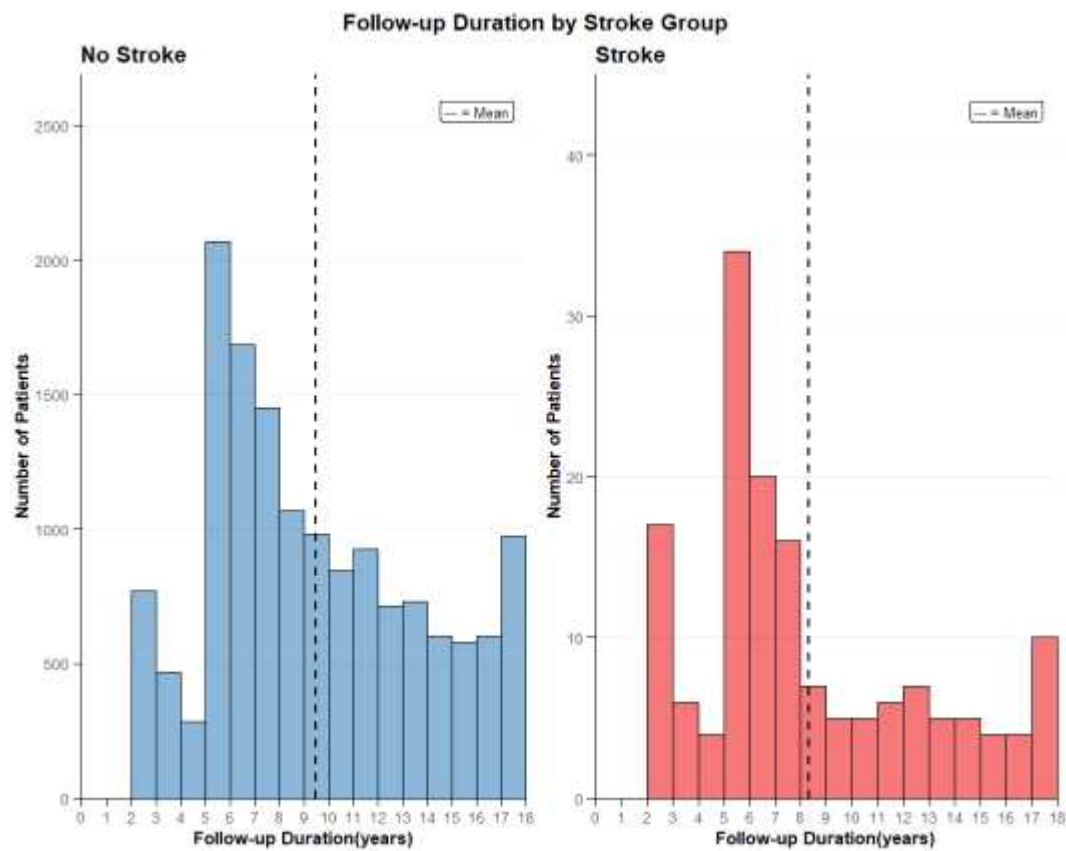 Follow-up Duration by Stroke Group
No Stroke
Stroke
--- = Mean
--- = Mean
2500
2000
1500
1000
500
0
Number of Patients
0 1 2 3 4 5 6 7 8 9 10 11 12 13 14 15 16 17 18
Follow-up Duration(years)
40
30
20
10
0
Number of Patients
0 1 2 3 4 5 6 7 8 9 10 11 12 13 14 15 16 17 18
Follow-up Duration(years)